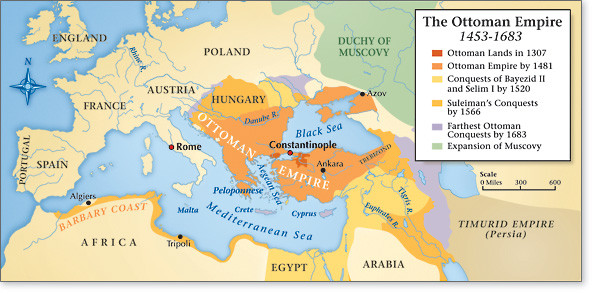 The Ottoman Empire
1453-1683
Ottoman Lands in 1307
Ottoman Empire by 1481
Conquests of Bayezid II
and Selim I by 1520
Suleiman's Conquests
by 1566
Farthest Ottoman
Conquests by 1683
Expansion of Muscovy
Scale
0 Miles 300 600
ENGLAND
Rhine R.
POLAND
DUCHY OF
MUSCOVY
FRANCE
AUSTRIA
HUNGARY
Azov
PORTUGAL
SPAIN
Rome
Danube R.
Black Sea
Constantinople
OTTOMAN
EMPIRE
Ankara
TREBIZOND
Aegean Sea
Peloponnese
Algiers
BARBARY COAST
Malta
Crete
Cyprus
Mediterranean Sea
Tigris R.
Euphrates R.
TIMURID EMPIRE
(Persia)
AFRICA
Tripoli
EGYPT
ARABIA